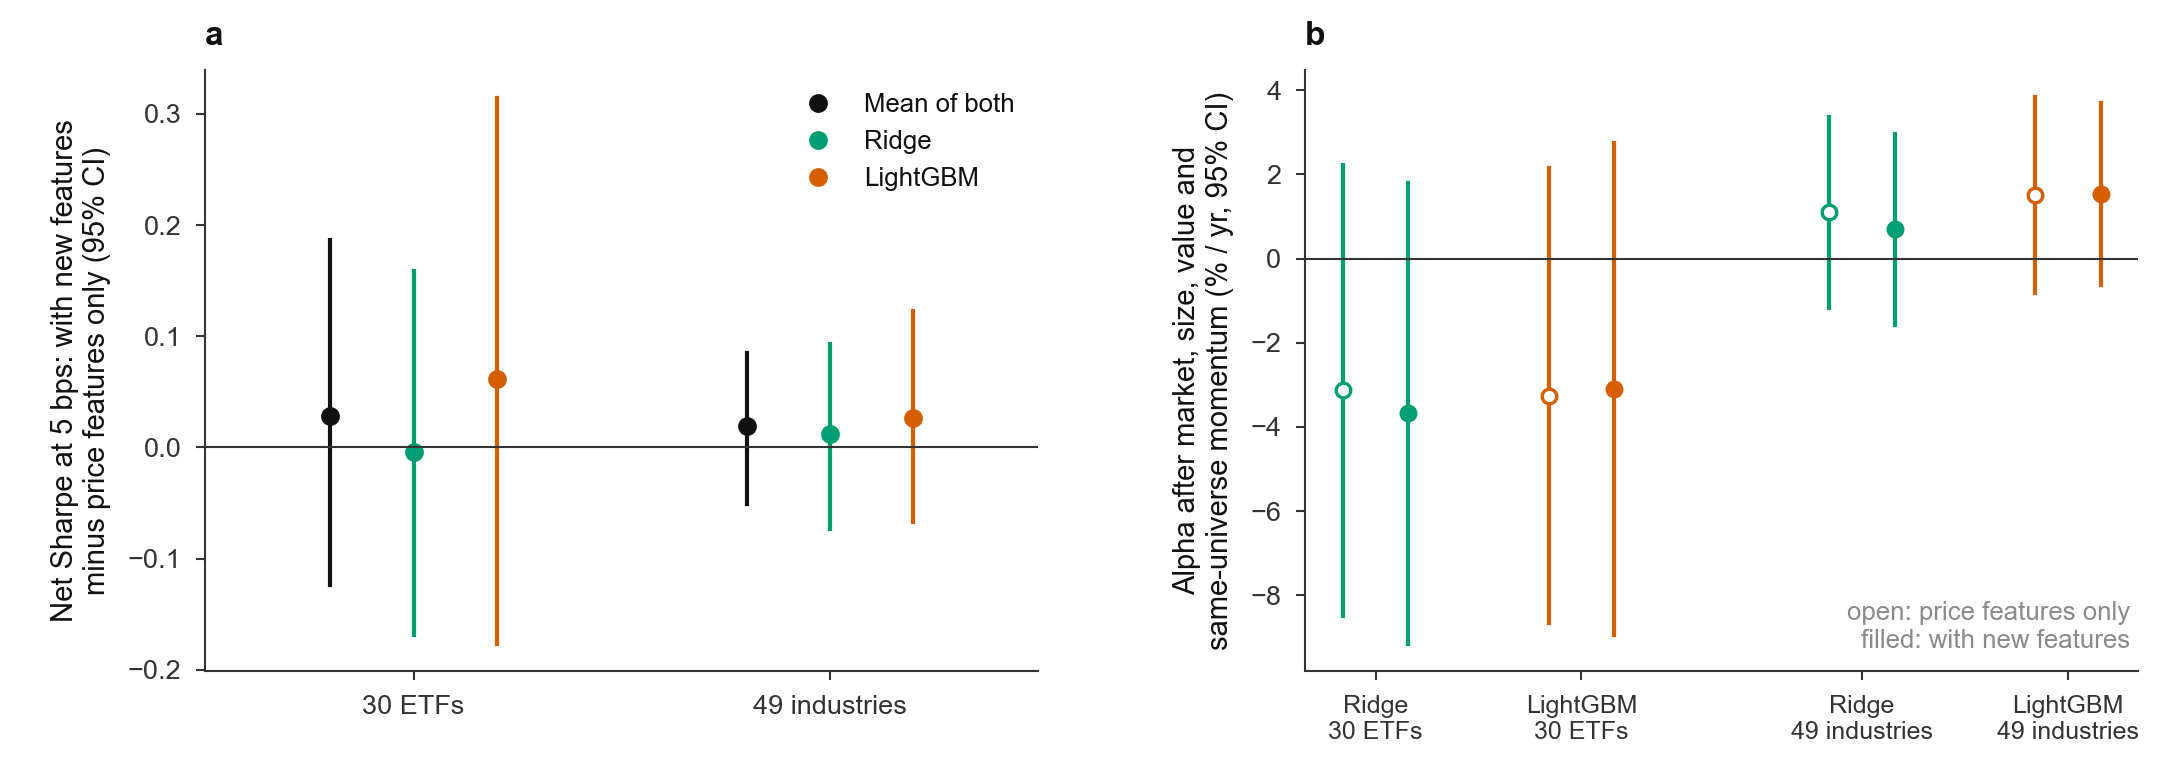 a
Net Sharpe at 5 bps: with new features
minus price features only (95% CI)
0.3
0.2
0.1
0.0
−0.1
−0.2
Mean of both
Ridge
LightGBM
30 ETFs
49 industries
b
Alpha after market, size, value and
same-universe momentum (% / yr, 95% CI)
4
2
0
−2
−4
−6
−8
open: price features only
filled: with new features
Ridge
30 ETFs
LightGBM
30 ETFs
Ridge
49 industries
LightGBM
49 industries